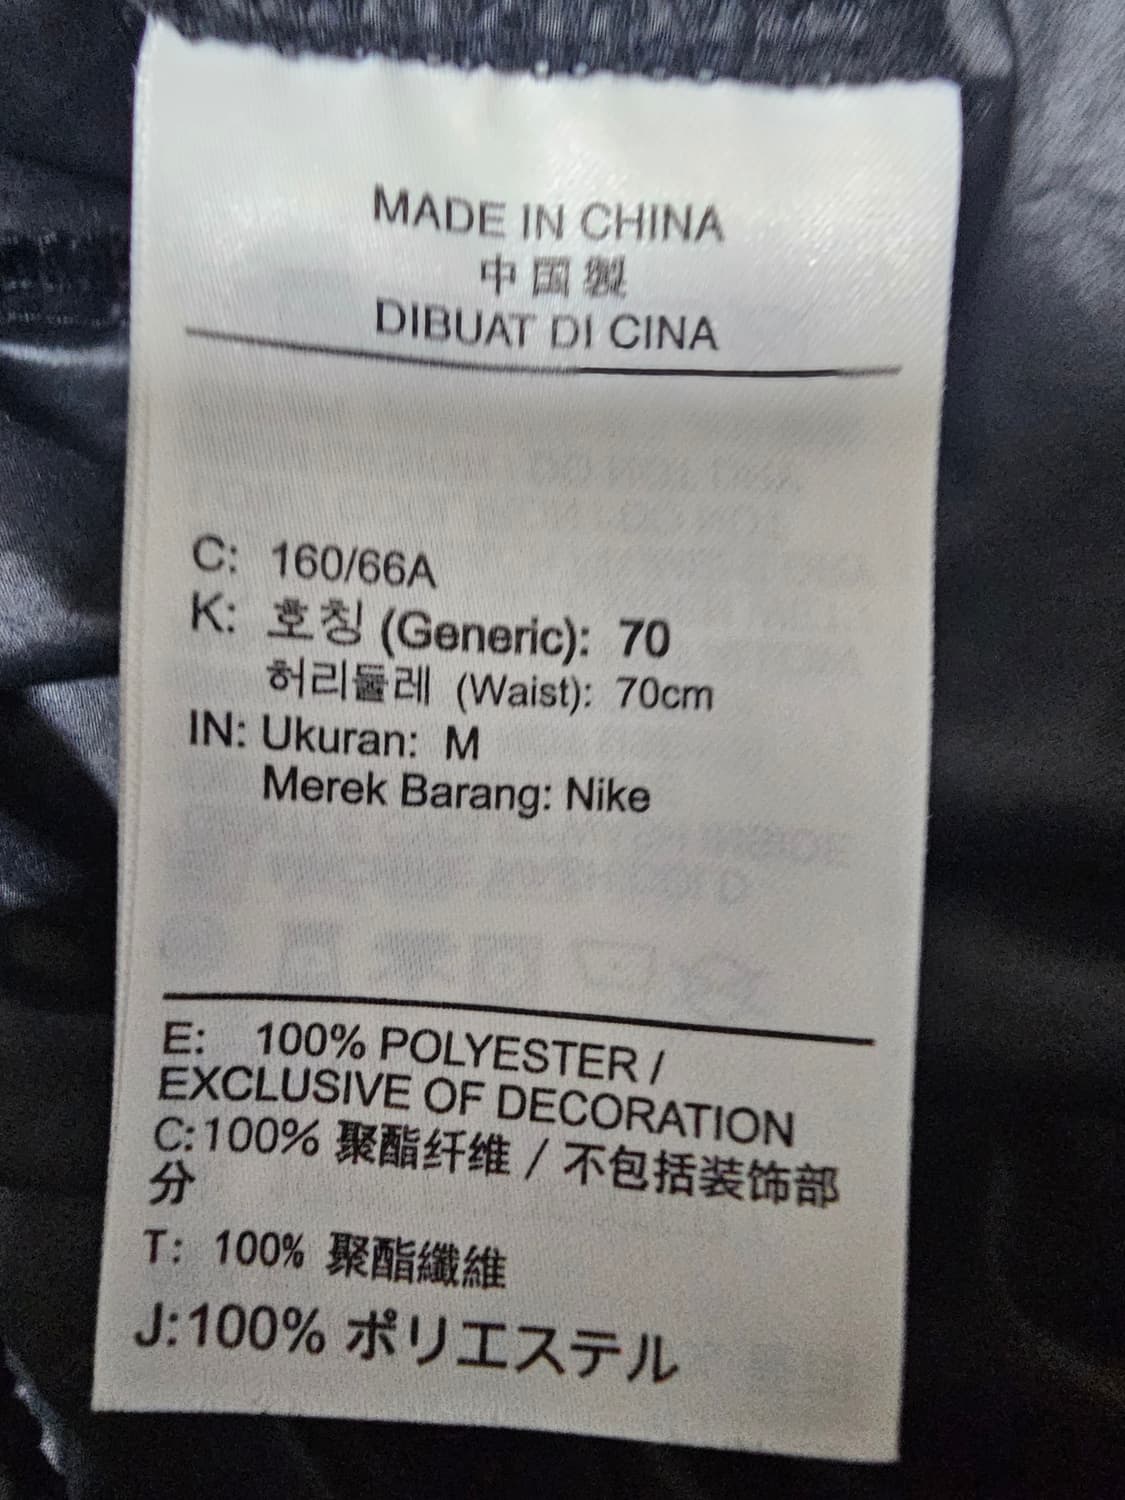 MADE IN CHINA
中国製
DIBUAT DI CINA
C: 160/66A
K: 호칭 (Generic): 70
허리둘레 (Waist): 70cm
IN: Ukuran: M
Merek Barang: Nike
E: 100% POLYESTER /
EXCLUSIVE OF DECORATION
C:100% 聚酯纤维 / 不包括装饰部
分
T: 100% 聚酯纖維
J:100% ポリエステル